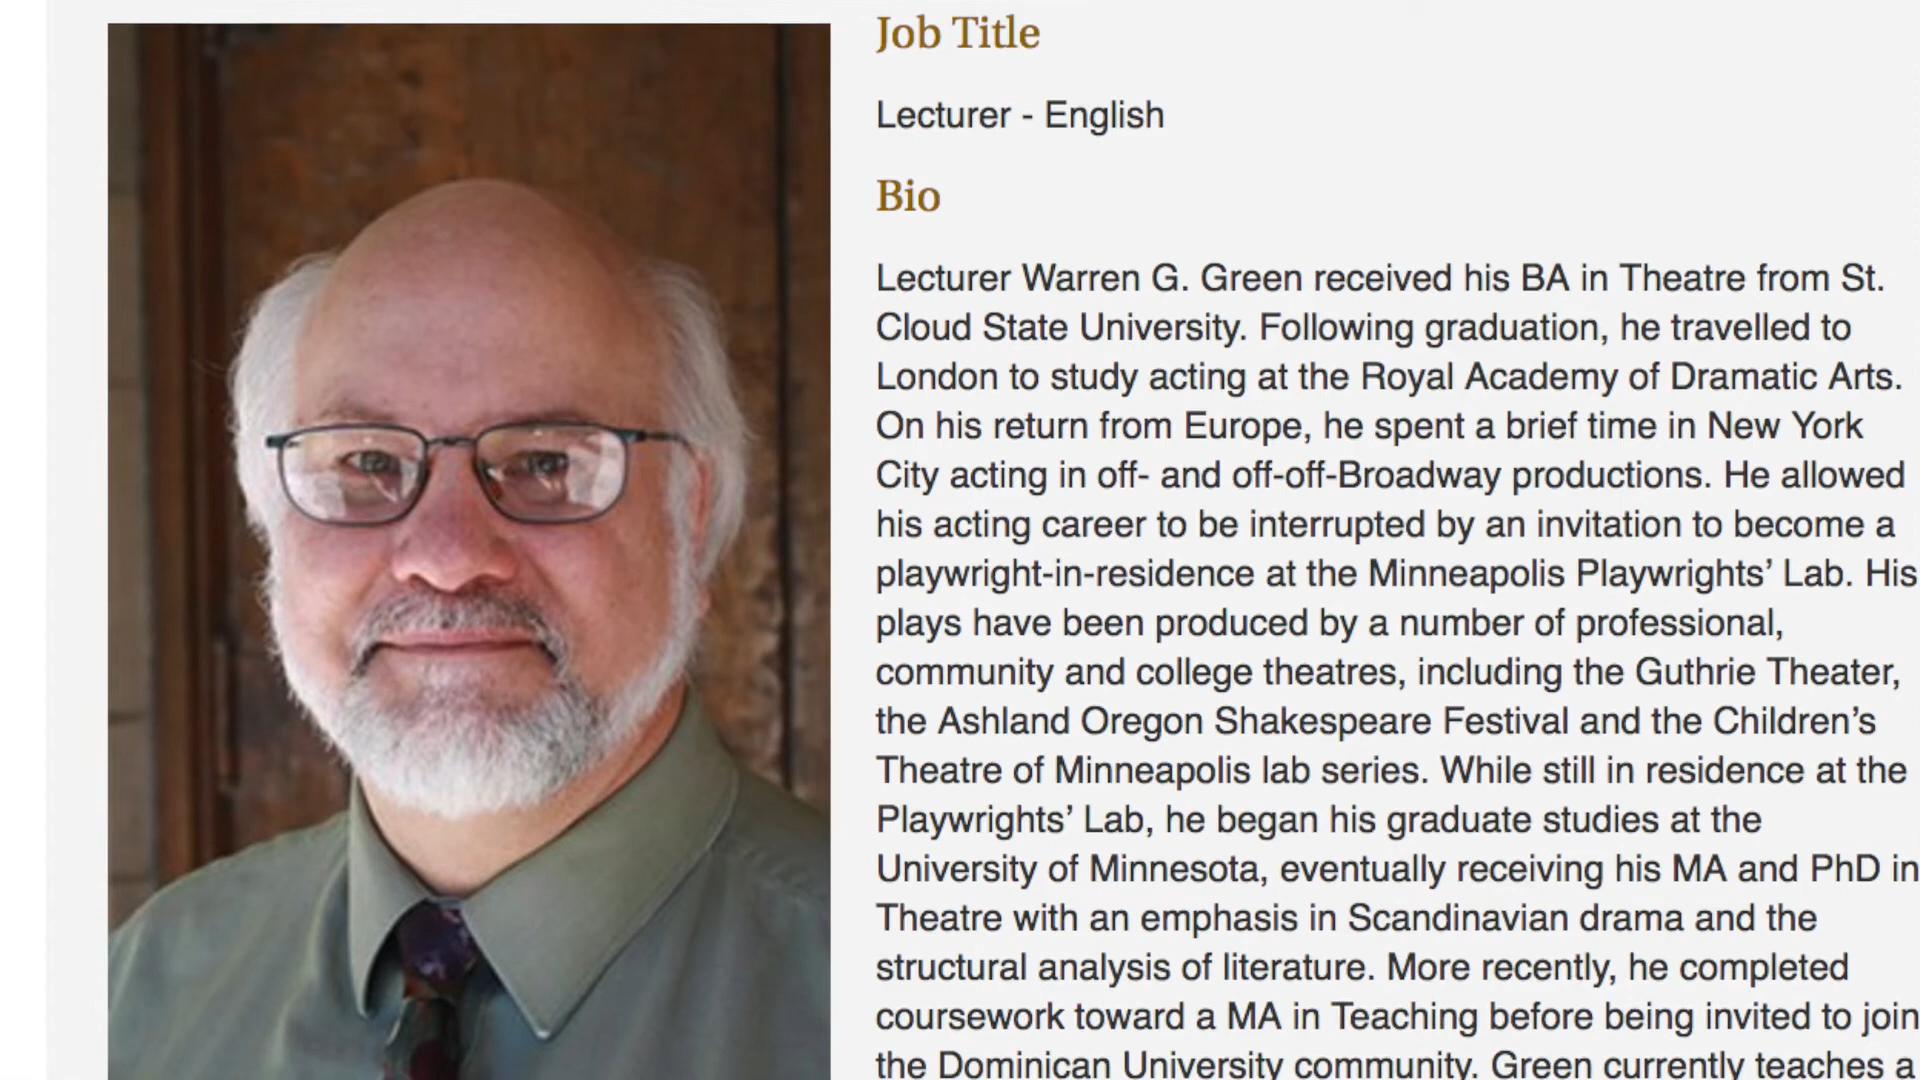 Job Title
Lecturer - English
Bio
Lecturer Warren G. Green received his BA in Theatre from St.
Cloud State University. Following graduation, he travelled to
London to study acting at the Royal Academy of Dramatic Arts.
On his return from Europe, he spent a brief time in New York
City acting in off- and off-off-Broadway productions. He allowed
his acting career to be interrupted by an invitation to become a
playwright-in-residence at the Minneapolis Playwrights’ Lab. His
plays have been produced by a number of professional,
community and college theatres, including the Guthrie Theater,
the Ashland Oregon Shakespeare Festival and the Children’s
Theatre of Minneapolis lab series. While still in residence at the
Playwrights’ Lab, he began his graduate studies at the
University of Minnesota, eventually receiving his MA and PhD in
Theatre with an emphasis in Scandinavian drama and the
structural analysis of literature. More recently, he completed
coursework toward a MA in Teaching before being invited to join
the Dominican University community. Green currently teaches a